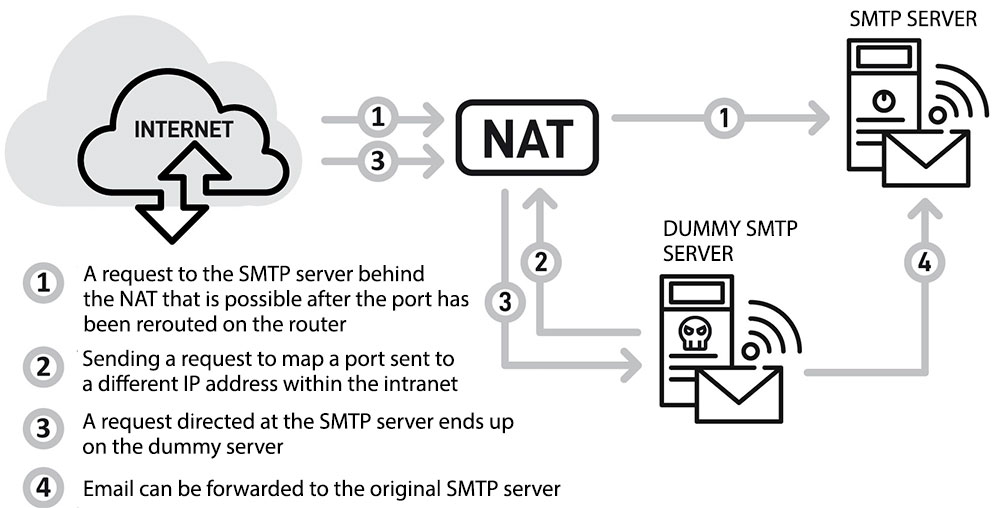 SMTP SERVER
INTERNET
1
3
NAT
1
DUMMY SMTP
SERVER
2
3
4
1 A request to the SMTP server behind
the NAT that is possible after the port has
been rerouted on the router
2 Sending a request to map a port sent to
a different IP address within the intranet
3 A request directed at the SMTP server ends up
on the dummy server
4 Email can be forwarded to the original SMTP server